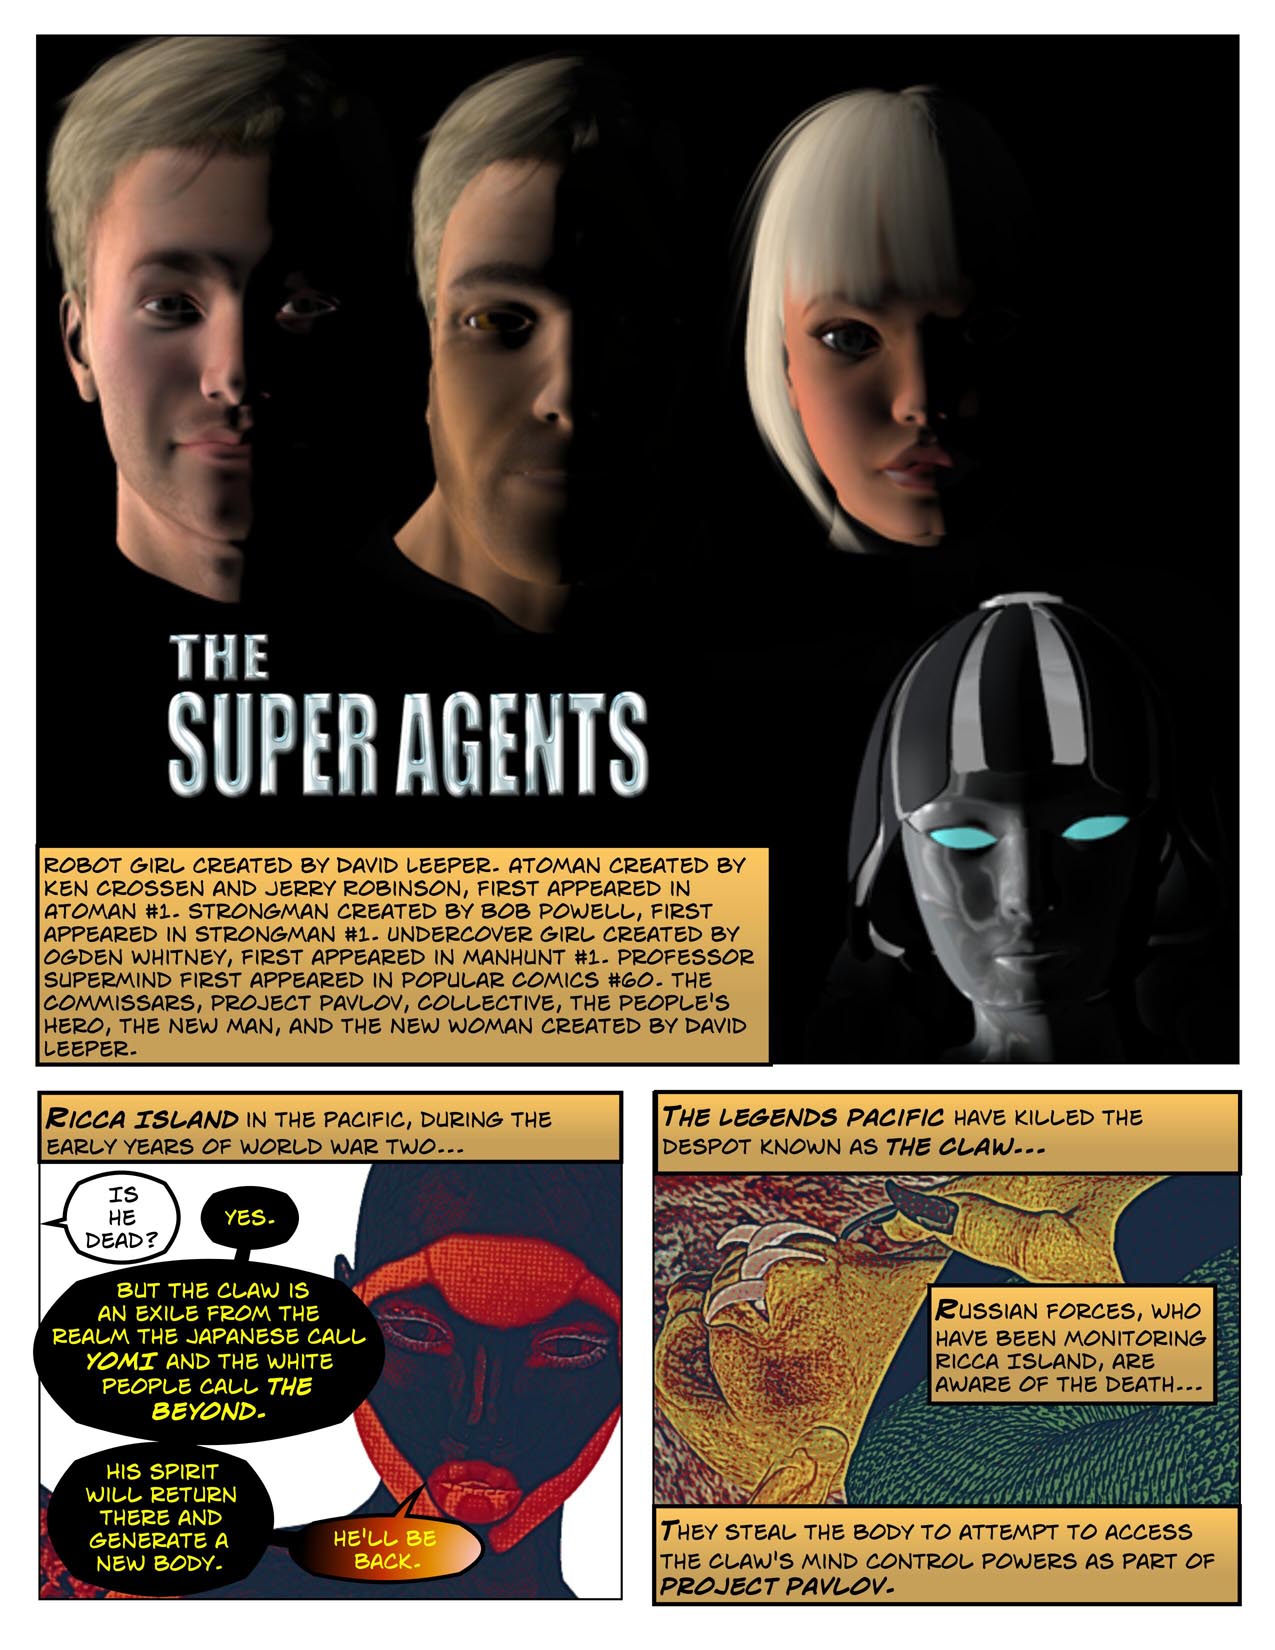 THE
SUPER AGENTS
ROBOT GIRL CREATED BY DAVID LEEPER. ATOMAN CREATED BY
KEN CROSSEN AND JERRY ROBINSON, FIRST APPEARED IN
ATOMAN #1. STRONGMAN CREATED BY BOB POWELL, FIRST
APPEARED IN STRONGMAN #1. UNDERCOVER GIRL CREATED BY
OGDEN WHITNEY, FIRST APPEARED IN MANHUNT #1. PROFESSOR
SUPERMIND FIRST APPEARED IN POPULAR COMICS #60. THE
COMMISSARS, PROJECT PAVLOV, COLLECTIVE, THE PEOPLE'S
HERO, THE NEW MAN, AND THE NEW WOMAN CREATED BY DAVID
LEEPER.
RICCA ISLAND IN THE PACIFIC, DURING THE
EARLY YEARS OF WORLD WAR TWO...
IS
HE
DEAD?
YES.
BUT THE CLAW IS
AN EXILE FROM THE
REALM THE JAPANESE CALL
YOMI AND THE WHITE
PEOPLE CALL THE
BEYOND.
HIS SPIRIT
WILL RETURN
THERE AND
GENERATE A
NEW BODY.
HE'LL BE
BACK.
THE LEGENDS PACIFIC HAVE KILLED THE
DESPOT KNOWN AS THE CLAW...
RUSSIAN FORCES, WHO
HAVE BEEN MONITORING
RICCA ISLAND, ARE
AWARE OF THE DEATH...
THEY STEAL THE BODY TO ATTEMPT TO ACCESS
THE CLAW'S MIND CONTROL POWERS AS PART OF
PROJECT PAVLOV.